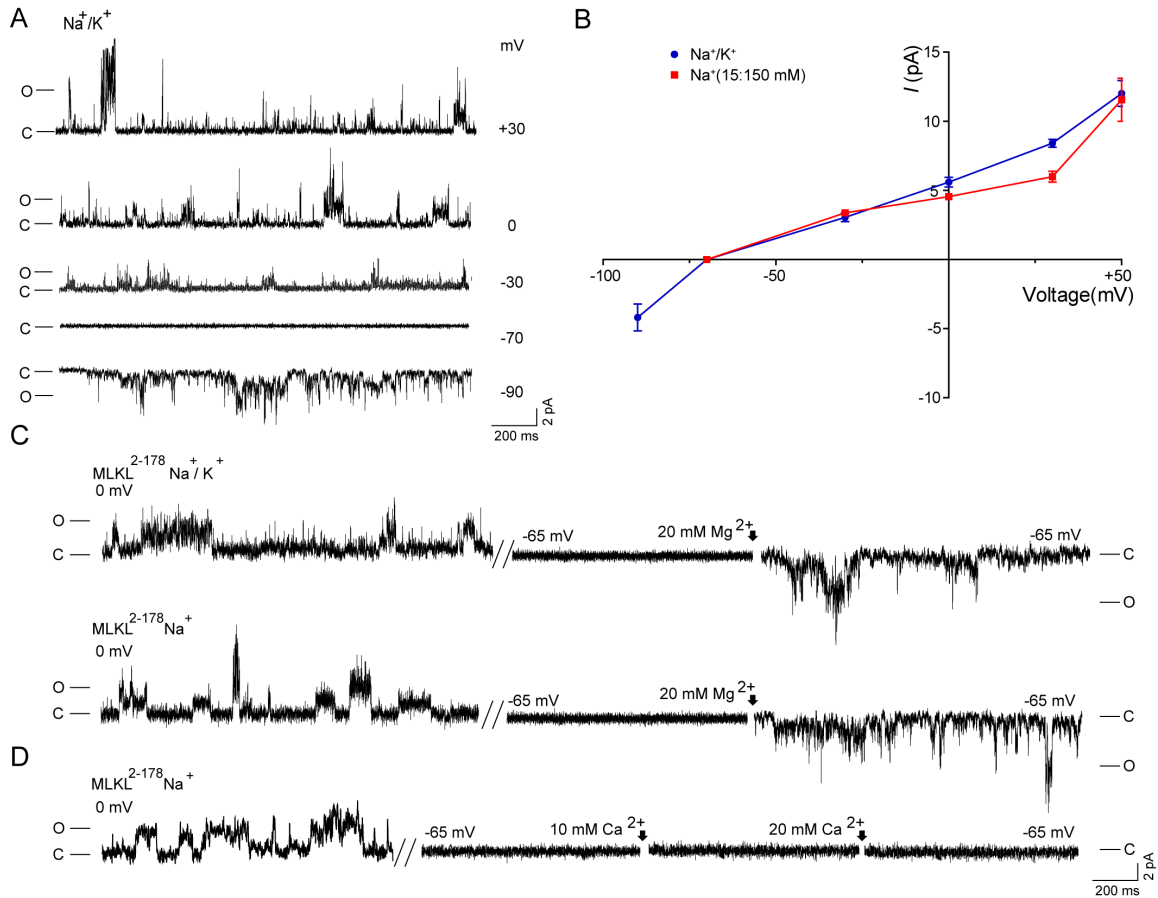 A
Na⁺/K⁺
mV
O
C
+30
O
C
0
O
C
-30
C
-70
C
O
-90
2 pA
200 ms
B
Na⁺/K⁺
Na⁺(15:150 mM)
I (pA)
15
10
5
-100
-50
+50
Voltage(mV)
-5
-10
C
MLKL²⁻¹⁷⁸ Na⁺/K⁺
0 mV
O
C
-65 mV
20 mM Mg²⁺
-65 mV
C
O
MLKL²⁻¹⁷⁸Na⁺
0 mV
O
C
-65 mV
20 mM Mg²⁺
-65 mV
C
O
D
MLKL²⁻¹⁷⁸Na⁺
0 mV
O
C
-65 mV
10 mM Ca²⁺
20 mM Ca²⁺
-65 mV
C
2 pA
200 ms